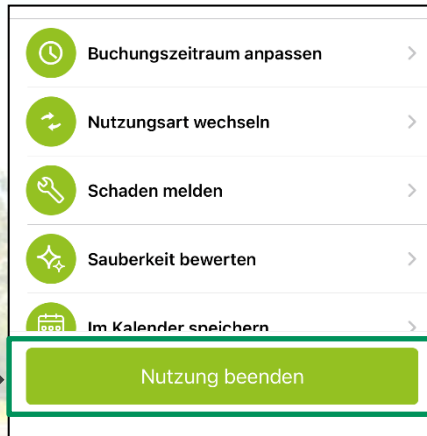 Buchungszeitraum anpassen
Nutzungsart wechseln
Schaden melden
Sauberkeit bewerten
Im Kalender speichern
Nutzung beenden